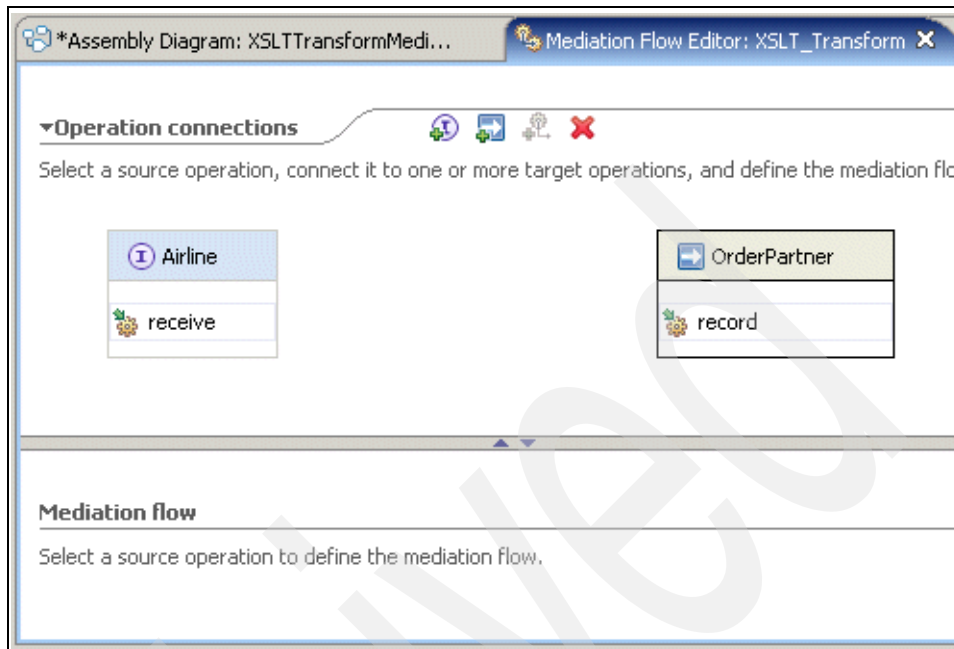 *Assembly Diagram: XSLTTransformMedi...
Mediation Flow Editor: XSLT_Transform
Operation connections
Select a source operation, connect it to one or more target operations, and define the mediation flo
I Airline
OrderPartner
receive
record
Mediation flow
Select a source operation to define the mediation flow.
ived